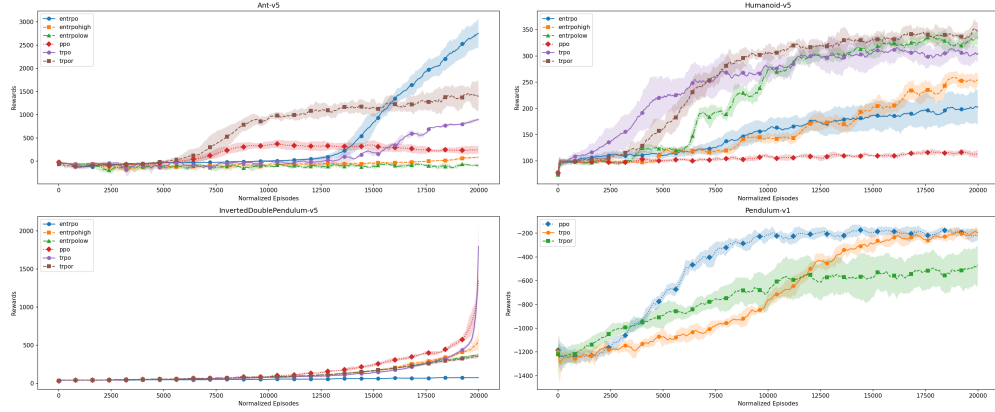 Ant-v5
entrpo
entrpohigh
entrpolow
ppo
trpo
trpor
3000
2500
2000
1500
1000
500
0
Rewards
0 2500 5000 7500 10000 12500 15000 17500 20000
Normalized Episodes
Humanoid-v5
entrpo
entrpohigh
entrpolow
ppo
trpo
trpor
350
300
250
200
150
100
Rewards
0 2500 5000 7500 10000 12500 15000 17500 20000
Normalized Episodes
InvertedDoublePendulum-v5
entrpo
entrpohigh
entrpolow
ppo
trpo
trpor
2000
1500
1000
500
0
Rewards
0 2500 5000 7500 10000 12500 15000 17500 20000
Normalized Episodes
Pendulum-v1
ppo
trpo
trpor
−200
−400
−600
−800
−1000
−1200
−1400
Rewards
0 2500 5000 7500 10000 12500 15000 17500 20000
Normalized Episodes